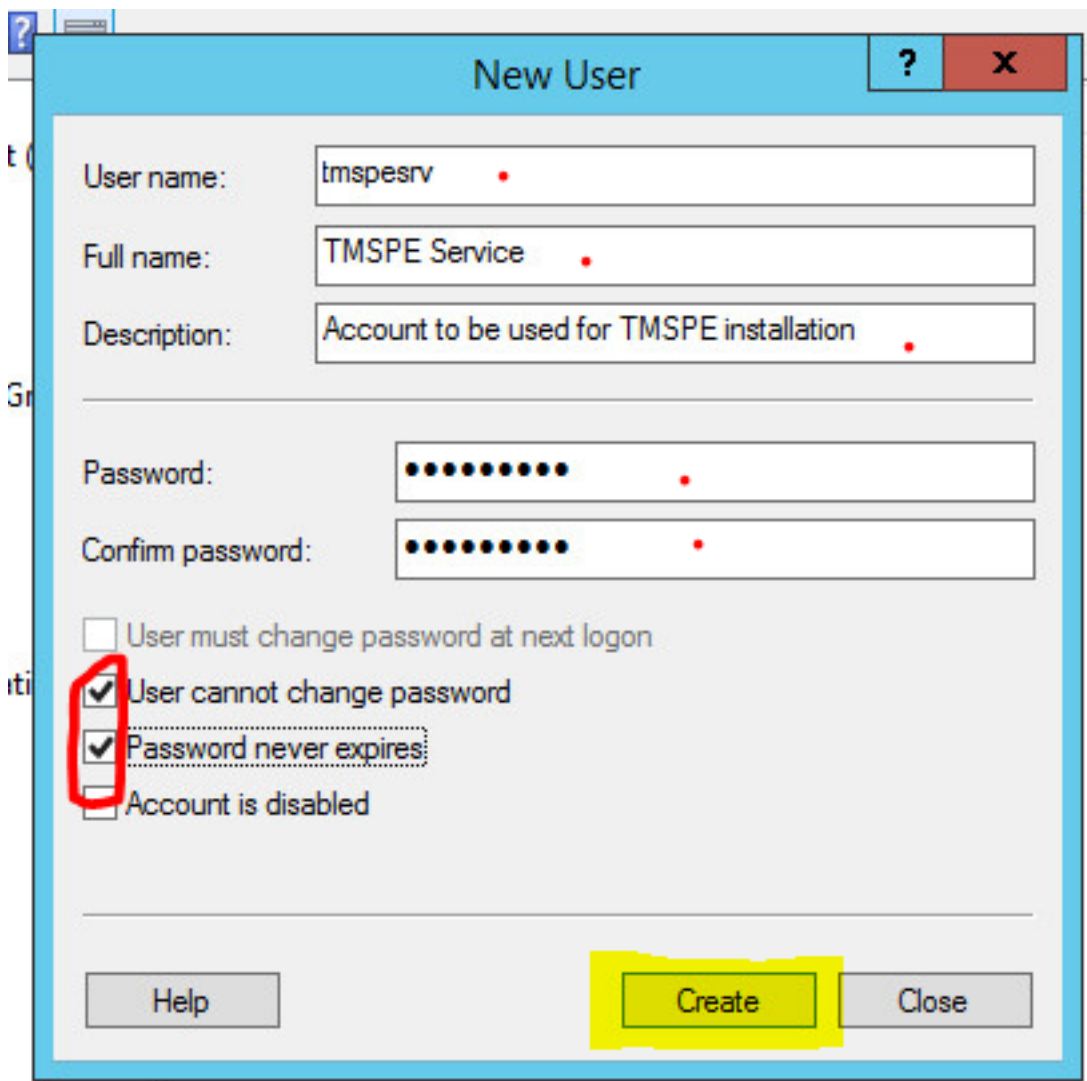 ?
New User
?
x
t (
User name:
tmspesrv
Full name:
TMSPE Service
Description:
Account to be used for TMSPE installation
Gr
Password:
●●●●●●●●●
Confirm password:
●●●●●●●●●
User must change password at next logon
ati
User cannot change password
Password never expires
Account is disabled
Help
Create
Close